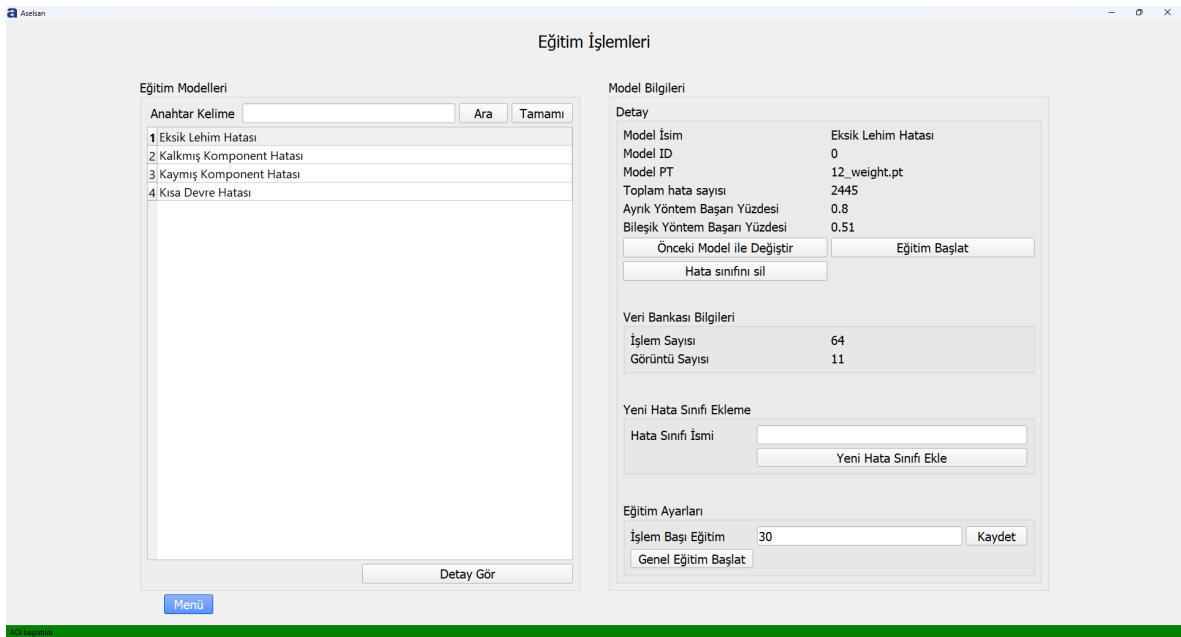 a Aselsan
Eğitim İşlemleri
Eğitim Modelleri
Anahtar Kelime Ara Tamamı
1 Eksik Lehim Hatası
2 Kalkmış Komponent Hatası
3 Kaymış Komponent Hatası
4 Kısa Devre Hatası
Detay Gör
Menü
Model Bilgileri
Detay
Model İsim Eksik Lehim Hatası
Model ID 0
Model PT 12_weight.pt
Toplam hata sayısı 2445
Ayrık Yöntem Başarı Yüzdesi 0.8
Bileşik Yöntem Başarı Yüzdesi 0.51
Önceki Model ile Değiştir Eğitim Başlat
Hata sınıfını sil
Veri Bankası Bilgileri
İşlem Sayısı 64
Görüntü Sayısı 11
Yeni Hata Sınıfı Ekleme
Hata Sınıfı İsmi
Yeni Hata Sınıfı Ekle
Eğitim Ayarları
İşlem Başı Eğitim 30 Kaydet
Genel Eğitim Başlat
AOI başlatıldı